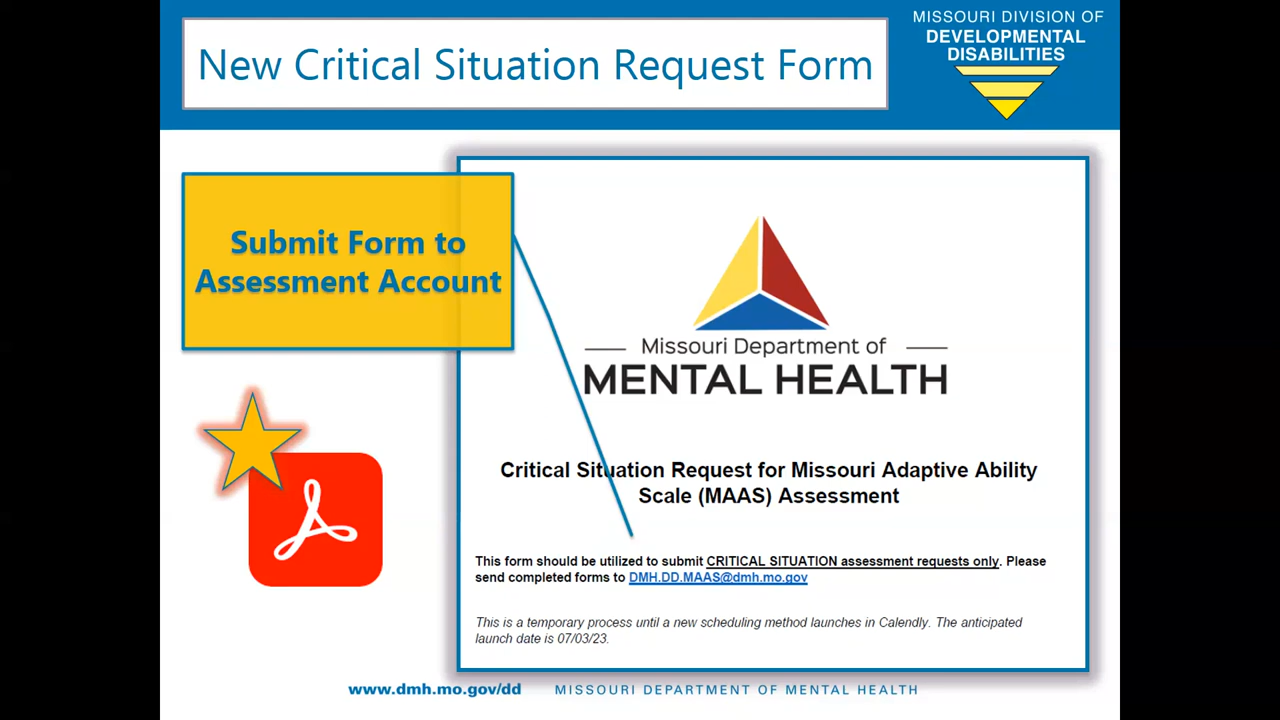 New Critical Situation Request Form
MISSOURI DIVISION OF
DEVELOPMENTAL
DISABILITIES
Submit Form to
Assessment Account
Missouri Department of
MENTAL HEALTH
Critical Situation Request for Missouri Adaptive Ability
Scale (MAAS) Assessment
This form should be utilized to submit CRITICAL SITUATION assessment requests only. Please
send completed forms to DMH.DD.MAAS@dmh.mo.gov
This is a temporary process until a new scheduling method launches in Calendly. The anticipated
launch date is 07/03/23.
www.dmh.mo.gov/dd MISSOURI DEPARTMENT OF MENTAL HEALTH